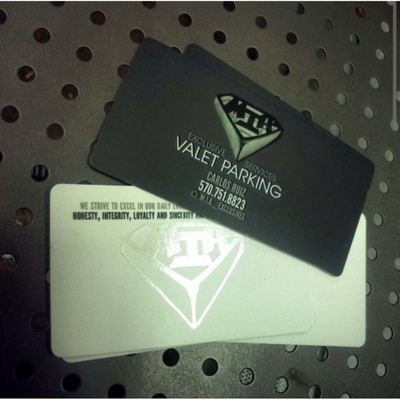 EXCLUSIVE SERVICES
VALET PARKING
CARLOS RUIZ
570.751.8823
WE STRIVE TO EXCEL IN OUR DAILY
HONESTY, INTEGRITY, LOYALTY AND SINCERITY